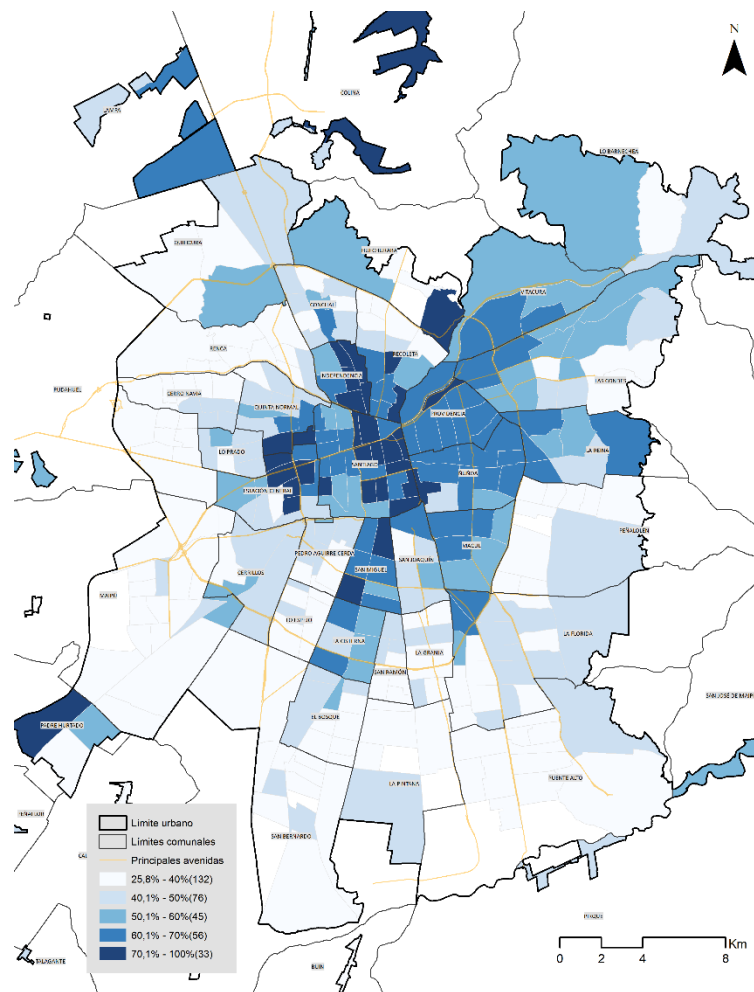 N
COLINA
LAMPA
LO BARNECHEA
QUILICURA
HUECHURABA
VITACURA
CONCHALI
RENCA
RECOLETA
PUDAHUEL
INDEPENDENCIA
LAS CONDES
CERRO NAVIA
QUINTA NORMAL
PROVIDENCIA
LO PRADO
SANTIAGO
LA REINA
ÑUÑOA
ESTACIÓN CENTRAL
PEÑALOLÉN
PEDRO AGUIRRE CERDA
MACUL
SAN JOAQUÍN
CERRILLOS
SAN MIGUEL
MAIPÚ
LO ESPEJO
LA FLORIDA
LA CISTERNA
LA GRANJA
SAN RAMÓN
SAN JOSÉ DE MAIP
EL BOSQUE
PADRE HURTADO
PUENTE ALTO
LA PINTANA
PEÑAFLOR
SAN BERNARDO
PIRQUE
TALAGANTE
BUIN
Limite urbano
Límites comunales
Principales avenidas
25,8% - 40%(132)
40,1% - 50%(76)
50,1% - 60%(45)
60,1% - 70%(56)
70,1% - 100%(33)
Km
0 2 4 8